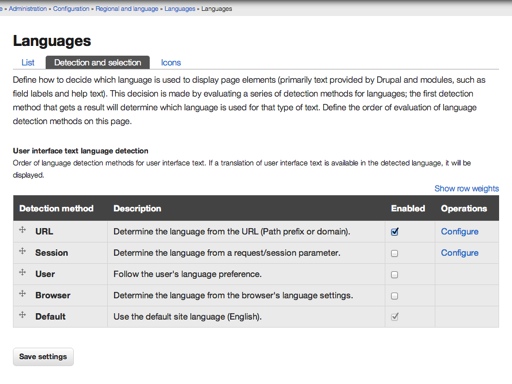 » Administration » Configuration » Regional and language » Languages » Languages
Languages
List Detection and selection Icons
Define how to decide which language is used to display page elements (primarily text provided by Drupal and modules, such as
field labels and help text). This decision is made by evaluating a series of detection methods for languages; the first detection
method that gets a result will determine which language is used for that type of text. Define the order of evaluation of language
detection methods on this page.
User interface text language detection
Order of language detection methods for user interface text. If a translation of user interface text is available in the detected language, it will be
displayed.
Show row weights
Detection method Description Enabled Operations
URL Determine the language from the URL (Path prefix or domain). Configure
Session Determine the language from a request/session parameter. Configure
User Follow the user's language preference.
Browser Determine the language from the browser's language settings.
Default Use the default site language (English).
Save settings